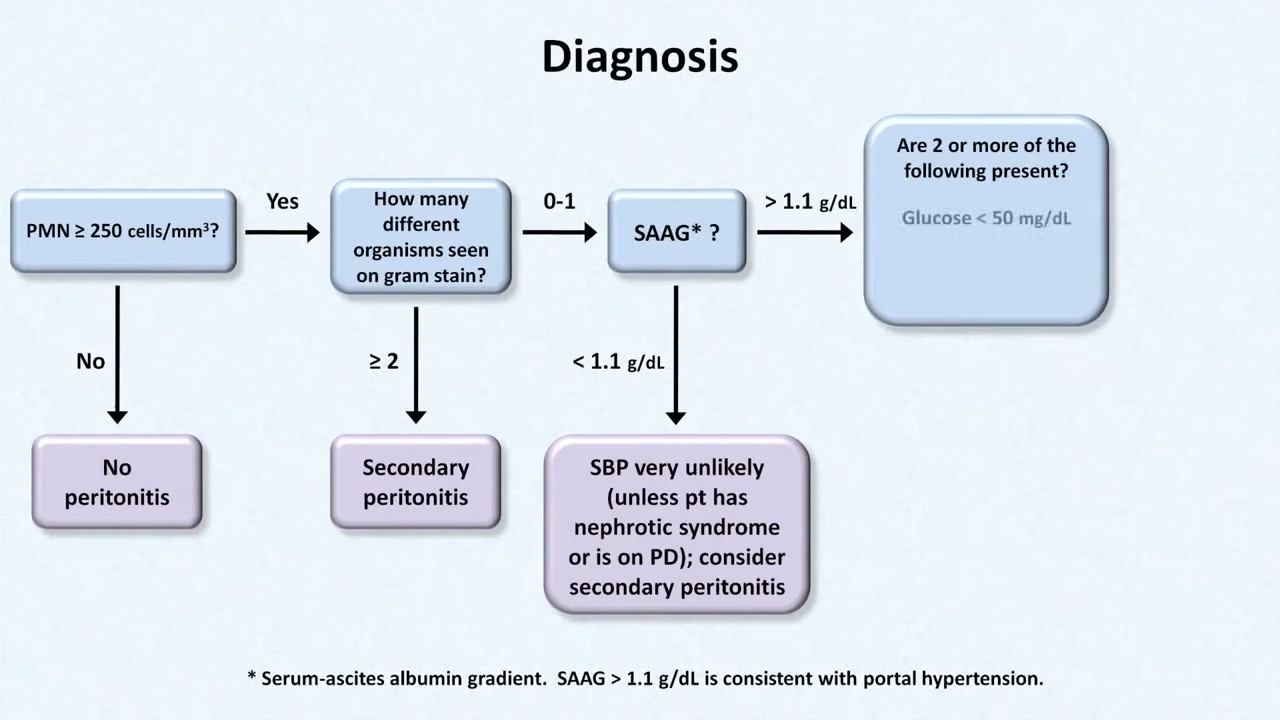 Diagnosis
PMN ≥ 250 cells/mm³?
Yes
How many
different
organisms seen
on gram stain?
0-1
SAAG* ?
> 1.1 g/dL
Are 2 or more of the
following present?
Glucose < 50 mg/dL
No
≥ 2
< 1.1 g/dL
No
peritonitis
Secondary
peritonitis
SBP very unlikely
(unless pt has
nephrotic syndrome
or is on PD); consider
secondary peritonitis
* Serum-ascites albumin gradient.  SAAG > 1.1 g/dL is consistent with portal hypertension.